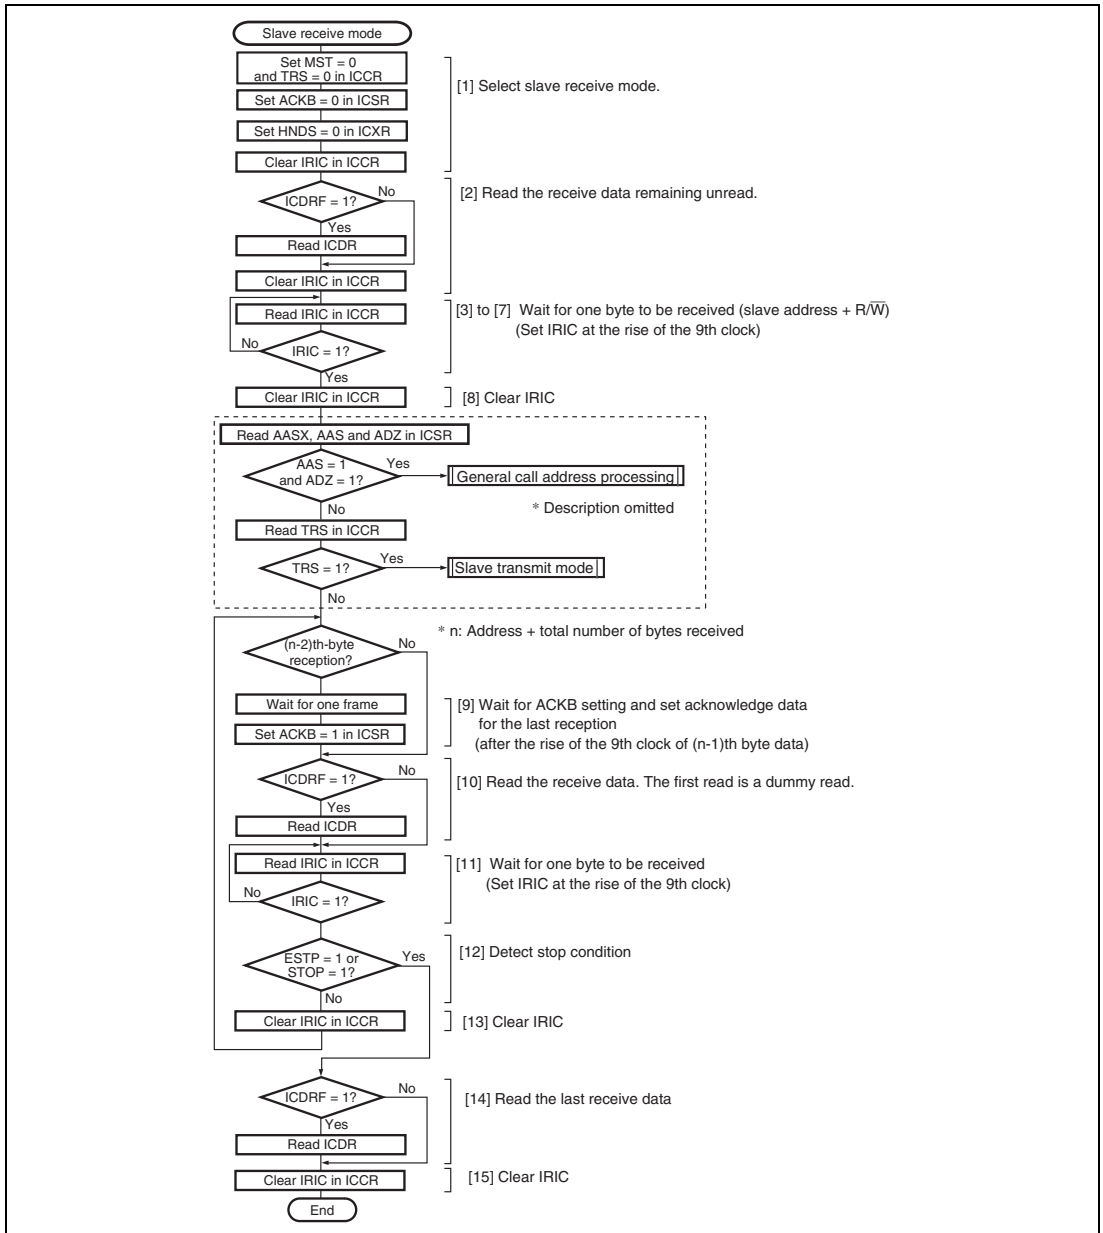 Slave receive mode
Set MST = 0
and TRS = 0 in ICCR
[1] Select slave receive mode.
Set ACKB = 0 in ICSR
Set HNDS = 0 in ICXR
Clear IRIC in ICCR
ICDRF = 1?
No
[2] Read the receive data remaining unread.
Yes
Read ICDR
Clear IRIC in ICCR
Read IRIC in ICCR
[3] to [7] Wait for one byte to be received (slave address + R/W̅)
(Set IRIC at the rise of the 9th clock)
No
IRIC = 1?
Yes
Clear IRIC in ICCR
[8] Clear IRIC
Read AASX, AAS and ADZ in ICSR
AAS = 1
and ADZ = 1?
Yes
General call address processing
No
* Description omitted
Read TRS in ICCR
TRS = 1?
Yes
Slave transmit mode
No
* n: Address + total number of bytes received
(n-2)th-byte
reception?
No
Wait for one frame
[9] Wait for ACKB setting and set acknowledge data
for the last reception
Set ACKB = 1 in ICSR
(after the rise of the 9th clock of (n-1)th byte data)
ICDRF = 1?
No
[10] Read the receive data. The first read is a dummy read.
Yes
Read ICDR
Read IRIC in ICCR
[11] Wait for one byte to be received
(Set IRIC at the rise of the 9th clock)
No
IRIC = 1?
ESTP = 1 or
STOP = 1?
Yes
[12] Detect stop condition
No
Clear IRIC in ICCR
[13] Clear IRIC
ICDRF = 1?
No
[14] Read the last receive data
Yes
Read ICDR
Clear IRIC in ICCR
[15] Clear IRIC
End